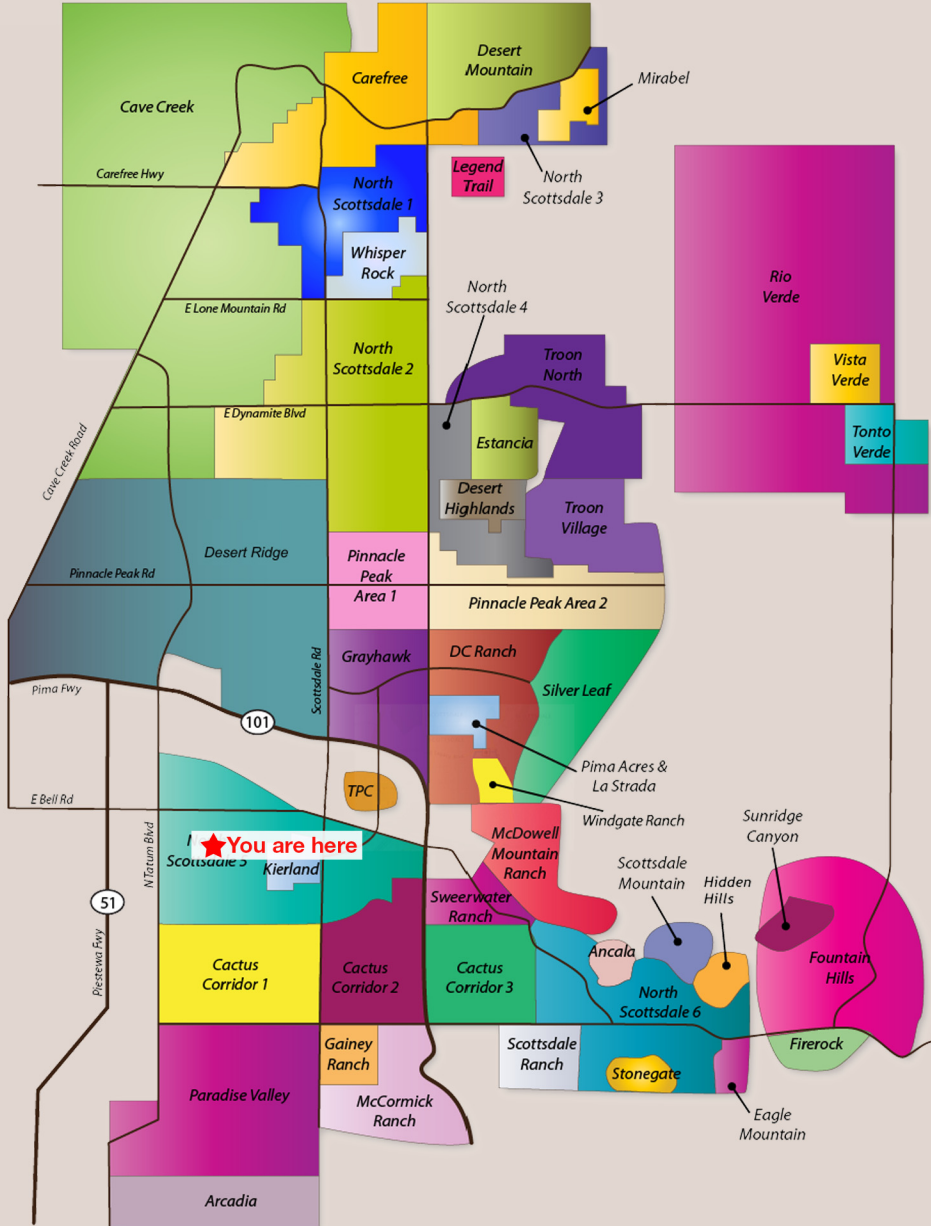 Desert
Mountain
Carefree
Mirabel
Cave Creek
Legend
Trail
Carefree Hwy
North
Scottsdale 3
North
Scottsdale 1
Whisper
Rock
Rio
Verde
North
Scottsdale 4
E Lone Mountain Rd
North
Scottsdale 2
Troon
North
Vista
Verde
E Dynamite Blvd
Estancia
Tonto
Verde
Cave Creek Road
Desert
Highlands
Troon
Village
Desert Ridge
Pinnacle
Peak
Area 1
Pinnacle Peak Rd
Pinnacle Peak Area 2
Grayhawk
DC Ranch
Scottsdale Rd
Silver Leaf
Pima Fwy
101
Pima Acres &
La Strada
TPC
E Bell Rd
Windgate Ranch
Sunridge
Canyon
N Tatum Blvd
You are here
Scottsdale 5
Kierland
McDowell
Mountain
Ranch
Scottsdale
Mountain
Hidden
Hills
51
Sweerwater
Ranch
Piestewa Fwy
Cactus
Corridor 1
Cactus
Corridor 2
Cactus
Corridor 3
Ancala
North
Scottsdale 6
Fountain
Hills
Gainey
Ranch
Scottsdale
Ranch
Firerock
Stonegate
Paradise Valley
McCormick
Ranch
Eagle
Mountain
Arcadia